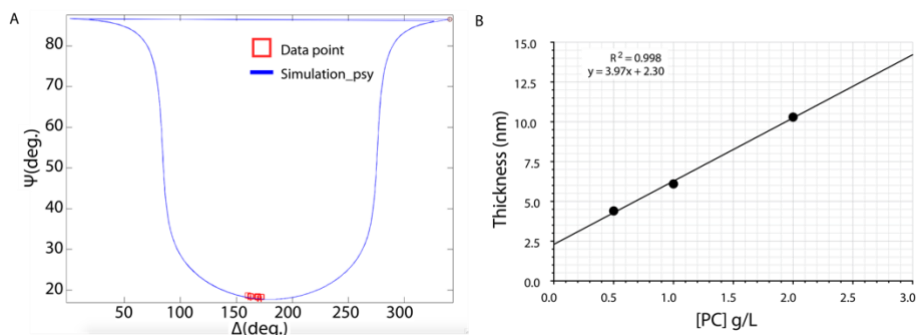 A
Ψ(deg.)
80
70
60
50
40
30
20
Data point
Simulation_psy
50
100
150
200
250
300
Δ(deg.)
B
Thickness (nm)
15.0
12.5
10.0
7.5
5.0
2.5
0.0
R² = 0.998
y = 3.97x + 2.30
0.0
0.5
1.0
1.5
2.0
2.5
3.0
[PC] g/L